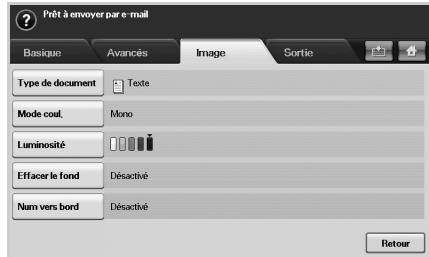 Prêt à envoyer par e-mail
Basique Avancés Image Sortie
Type de document Texte
Mode coul. Mono
Luminosité
Effacer le fond Désactivé
Num vers bord Désactivé
Retour